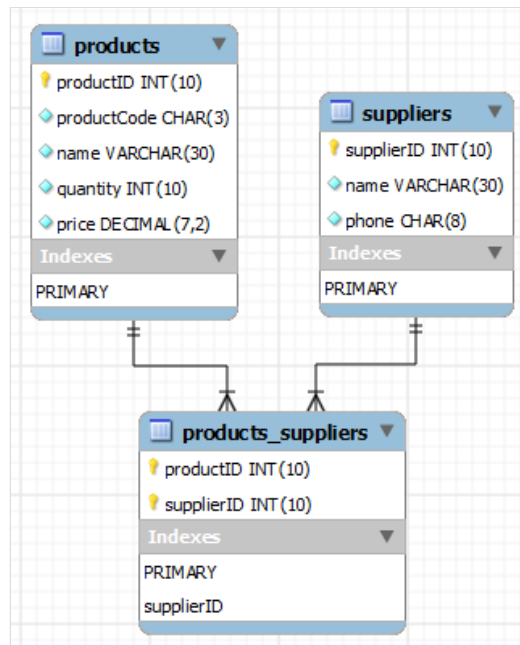 products
productID INT(10)
productCode CHAR(3)
name VARCHAR(30)
quantity INT(10)
price DECIMAL(7,2)
Indexes
PRIMARY
suppliers
supplierID INT(10)
name VARCHAR(30)
phone CHAR(8)
Indexes
PRIMARY
products_suppliers
productID INT(10)
supplierID INT(10)
Indexes
PRIMARY
supplierID